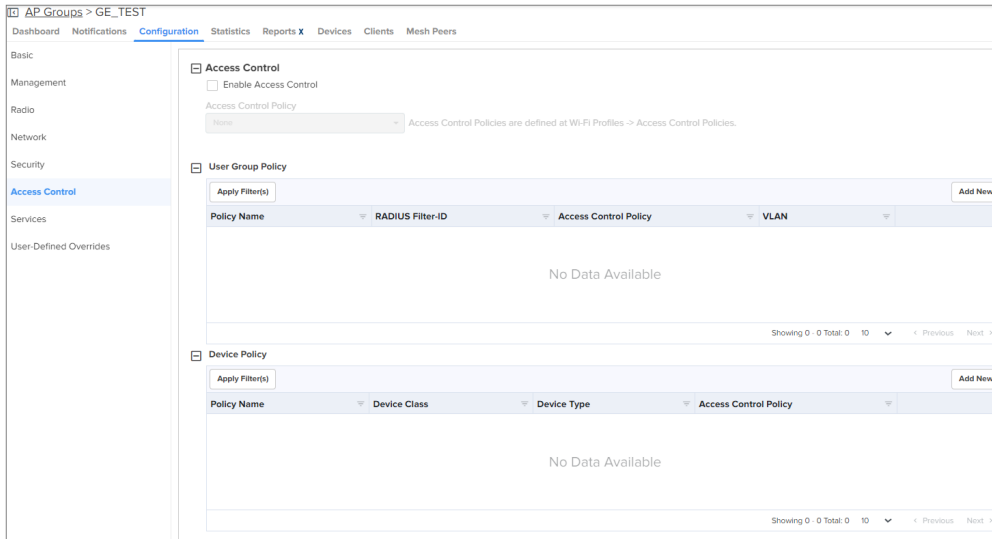 AP Groups > GE_TEST
Dashboard Notifications Configuration Statistics Reports X Devices Clients Mesh Peers
Basic
Management
Radio
Network
Security
Access Control
Services
User-Defined Overrides
Access Control
Enable Access Control
Access Control Policy
None
Access Control Policies are defined at Wi-Fi Profiles -> Access Control Policies.
User Group Policy
Apply Filter(s)
Add New
Policy Name RADIUS Filter-ID Access Control Policy VLAN
No Data Available
Showing 0 - 0 Total: 0 10 < Previous Next >
Device Policy
Apply Filter(s)
Add New
Policy Name Device Class Device Type Access Control Policy
No Data Available
Showing 0 - 0 Total: 0 10 < Previous Next >